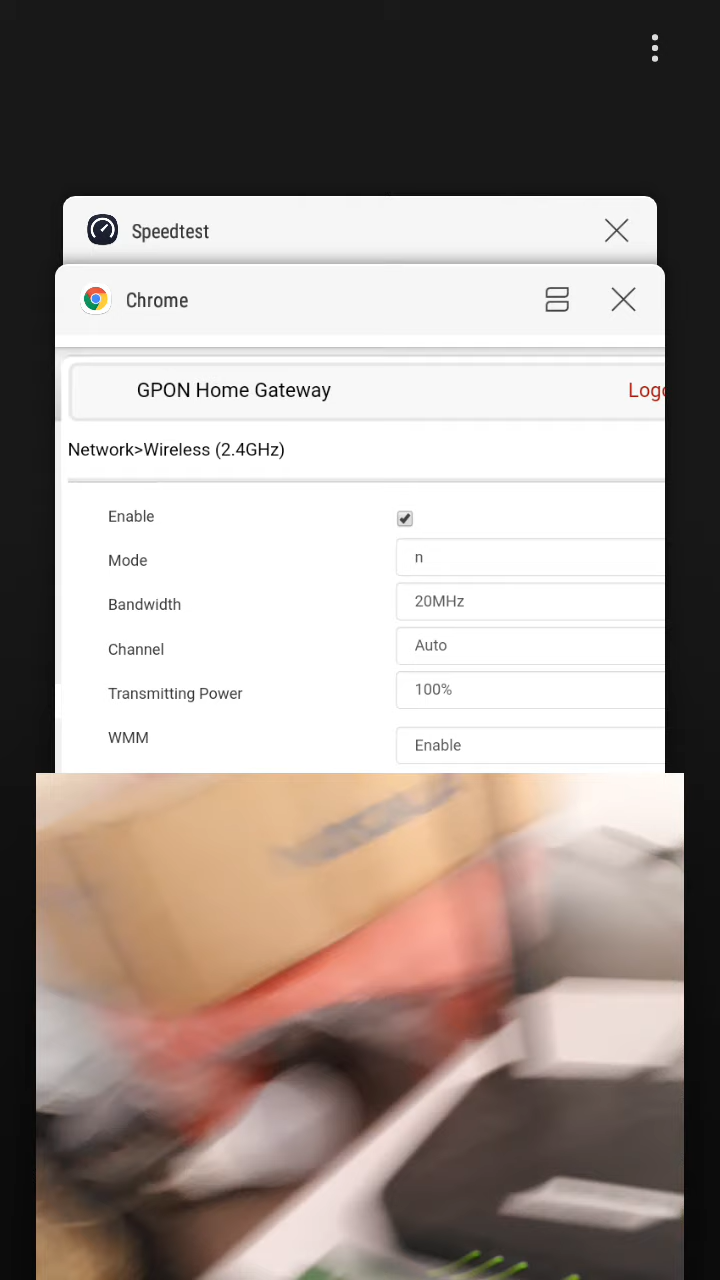 Speedtest
Chrome
GPON Home Gateway
Network>Wireless (2.4GHz)
Enable
Mode n
Bandwidth 20MHz
Channel Auto
Transmitting Power 100%
WMM Enable